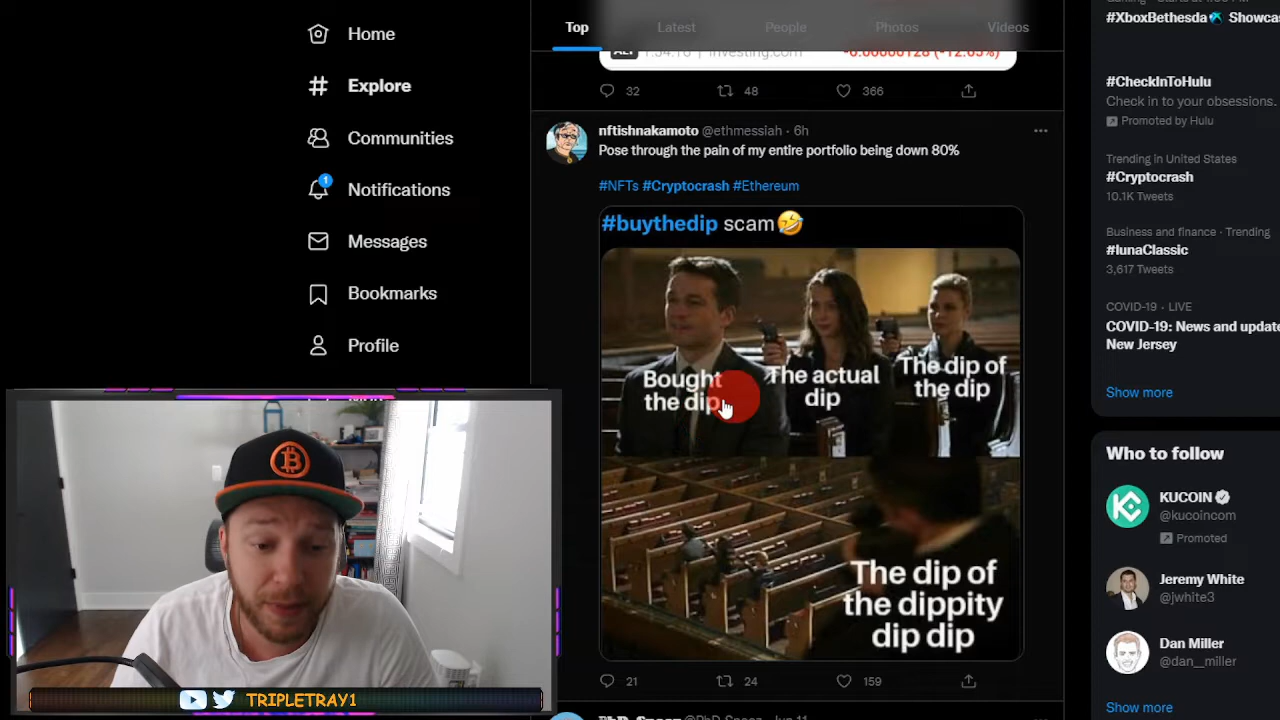 Home
Explore
Communities
1
Notifications
Messages
Bookmarks
Profile
Top
Latest
People
Photos
Videos
investing.com
32
48
366
nftishnakamoto @ethmessiah · 6h
Pose through the pain of my entire portfolio being down 80%
#NFTs #Cryptocrash #Ethereum
#buythedip scam🤣
Bought
the dip
The actual
dip
The dip of
the dip
The dip of
the dippity
dip dip
21
24
159
#XboxBethesda Showca
#CheckInToHulu
Check in to your obsessions.
Promoted by Hulu
Trending in United States
#Cryptocrash
10.1K Tweets
Business and finance · Trending
#lunaClassic
3,617 Tweets
COVID-19 · LIVE
COVID-19: News and update
New Jersey
Show more
Who to follow
KUCOIN
@kucoincom
Promoted
Jeremy White
@jwhite3
Dan Miller
@dan__miller
Show more
TRIPLETRAY1